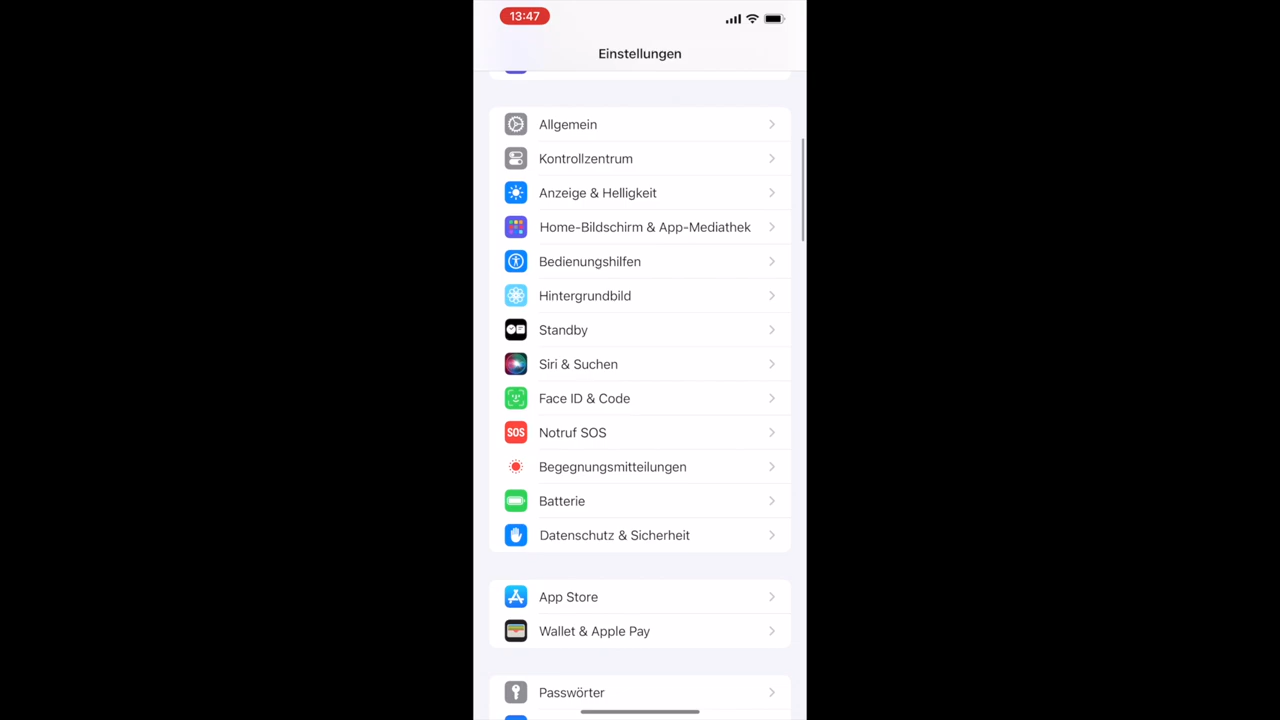 13:47
Einstellungen
Allgemein
Kontrollzentrum
Anzeige & Helligkeit
Home-Bildschirm & App-Mediathek
Bedienungshilfen
Hintergrundbild
Standby
Siri & Suchen
Face ID & Code
SOS Notruf SOS
Begegnungsmitteilungen
Batterie
Datenschutz & Sicherheit
App Store
Wallet & Apple Pay
Passwörter